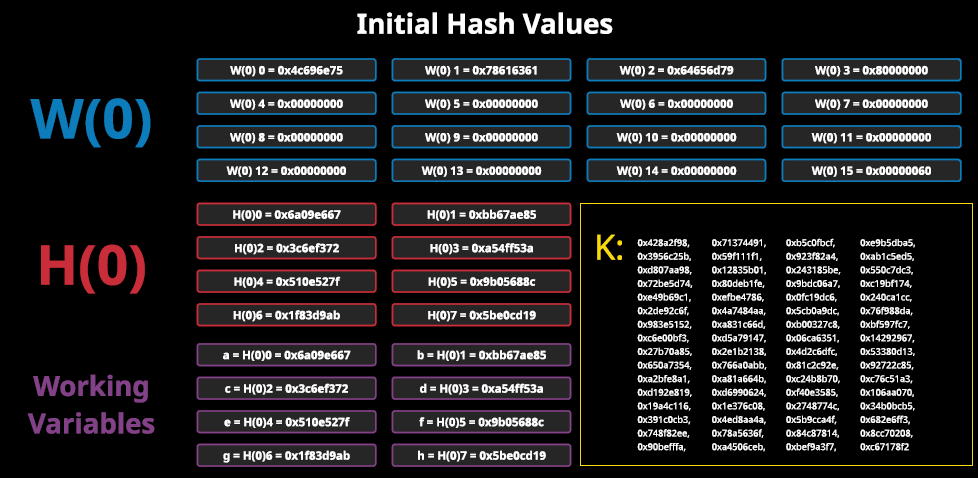 Initial Hash Values
W(0)
W(0) 0 = 0x4c696e75 W(0) 1 = 0x78616361 W(0) 2 = 0x64656d79 W(0) 3 = 0x80000000
W(0) 4 = 0x00000000 W(0) 5 = 0x00000000 W(0) 6 = 0x00000000 W(0) 7 = 0x00000000
W(0) 8 = 0x00000000 W(0) 9 = 0x00000000 W(0) 10 = 0x00000000 W(0) 11 = 0x00000000
W(0) 12 = 0x00000000 W(0) 13 = 0x00000000 W(0) 14 = 0x00000000 W(0) 15 = 0x00000060
H(0)
H(0)0 = 0x6a09e667 H(0)1 = 0xbb67ae85
H(0)2 = 0x3c6ef372 H(0)3 = 0xa54ff53a
H(0)4 = 0x510e527f H(0)5 = 0x9b05688c
H(0)6 = 0x1f83d9ab H(0)7 = 0x5be0cd19
Working
Variables
a = H(0)0 = 0x6a09e667 b = H(0)1 = 0xbb67ae85
c = H(0)2 = 0x3c6ef372 d = H(0)3 = 0xa54ff53a
e = H(0)4 = 0x510e527f f = H(0)5 = 0x9b05688c
g = H(0)6 = 0x1f83d9ab h = H(0)7 = 0x5be0cd19
K:
0x428a2f98, 0x71374491, 0xb5c0fbcf, 0xe9b5dba5,
0x3956c25b, 0x59f111f1, 0x923f82a4, 0xab1c5ed5,
0xd807aa98, 0x12835b01, 0x243185be, 0x550c7dc3,
0x72be5d74, 0x80deb1fe, 0x9bdc06a7, 0xc19bf174,
0xe49b69c1, 0xefbe4786, 0x0fc19dc6, 0x240ca1cc,
0x2de92c6f, 0x4a7484aa, 0x5cb0a9dc, 0x76f988da,
0x983e5152, 0xa831c66d, 0xb00327c8, 0xbf597fc7,
0xc6e00bf3, 0xd5a79147, 0x06ca6351, 0x14292967,
0x27b70a85, 0x2e1b2138, 0x4d2c6dfc, 0x53380d13,
0x650a7354, 0x766a0abb, 0x81c2c92e, 0x92722c85,
0xa2bfe8a1, 0xa81a664b, 0xc24b8b70, 0xc76c51a3,
0xd192e819, 0xd6990624, 0xf40e3585, 0x106aa070,
0x19a4c116, 0x1e376c08, 0x2748774c, 0x34b0bcb5,
0x391c0cb3, 0x4ed8aa4a, 0x5b9cca4f, 0x682e6ff3,
0x748f82ee, 0x78a5636f, 0x84c87814, 0x8cc70208,
0x90befffa, 0xa4506ceb, 0xbef9a3f7, 0xc67178f2